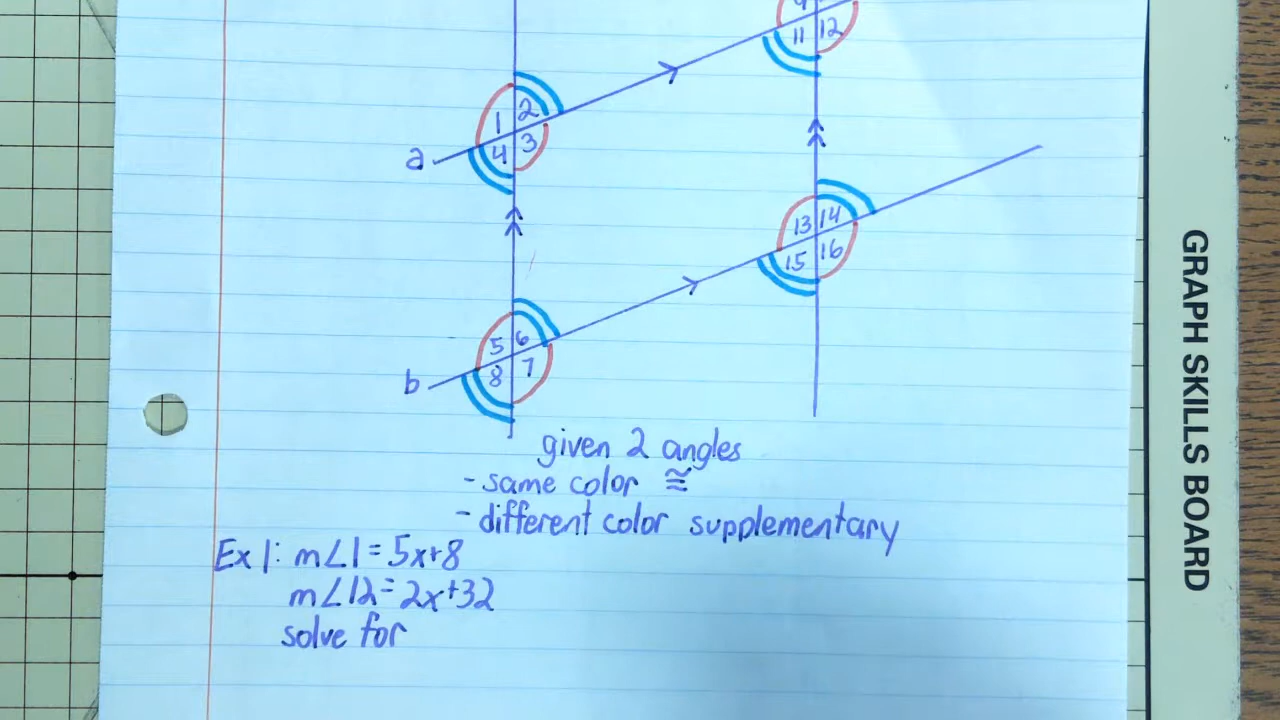 11 12
1 2
a 4 3
13 14
15 16
5 6
b 8 7
given 2 angles
- same color ≅
- different color supplementary
Ex 1: m∠1 = 5x+8
m∠12 = 2x+32
solve for
GRAPH SKILLS BOARD